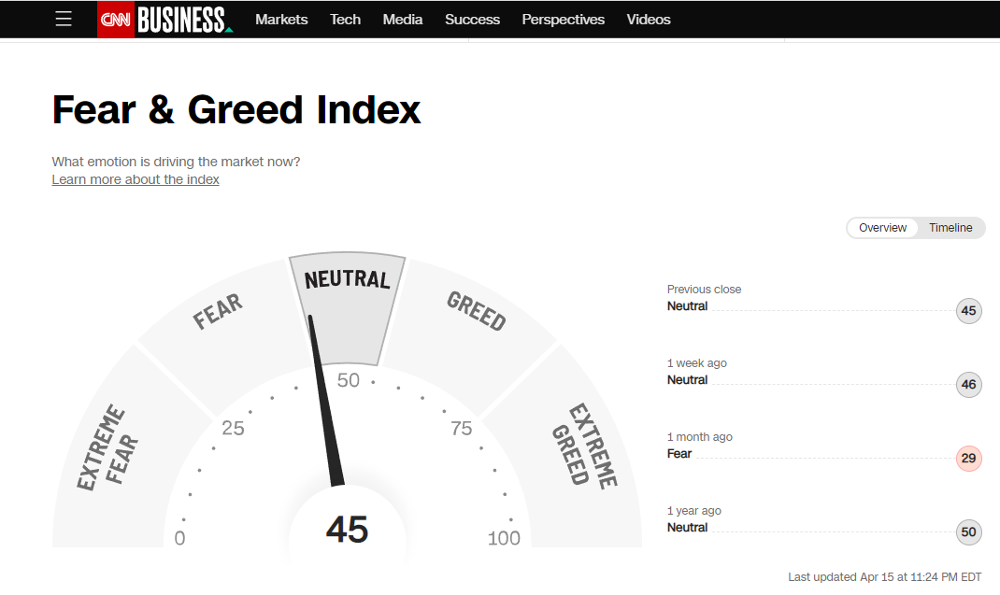 CNN BUSINESS Markets Tech Media Success Perspectives Videos
Fear & Greed Index
What emotion is driving the market now?
Learn more about the index
Overview Timeline
EXTREME
FEAR
FEAR
NEUTRAL
GREED
EXTREME
GREED
0
25
50
75
100
45
Previous close
Neutral 45
1 week ago
Neutral 46
1 month ago
Fear 29
1 year ago
Neutral 50
Last updated Apr 15 at 11:24 PM EDT